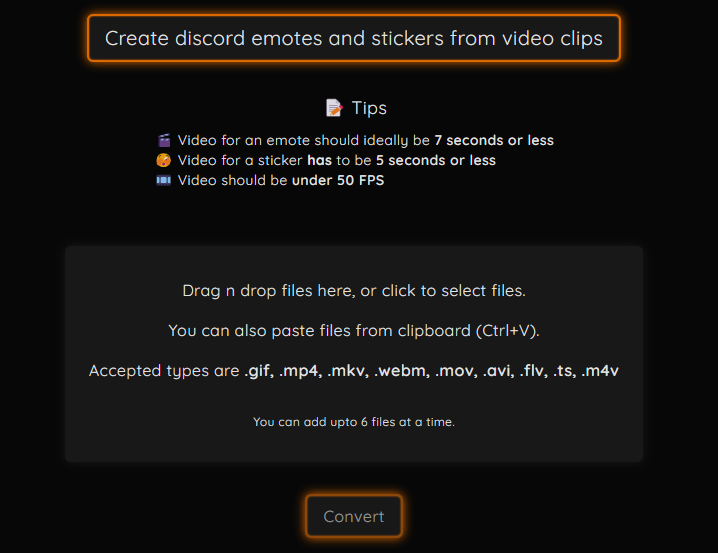 Create discord emotes and stickers from video clips
Tips
Video for an emote should ideally be 7 seconds or less
Video for a sticker has to be 5 seconds or less
Video should be under 50 FPS
Drag n drop files here, or click to select files.
You can also paste files from clipboard (Ctrl+V).
Accepted types are .gif, .mp4, .mkv, .webm, .mov, .avi, .flv, .ts, .m4v
You can add upto 6 files at a time.
Convert